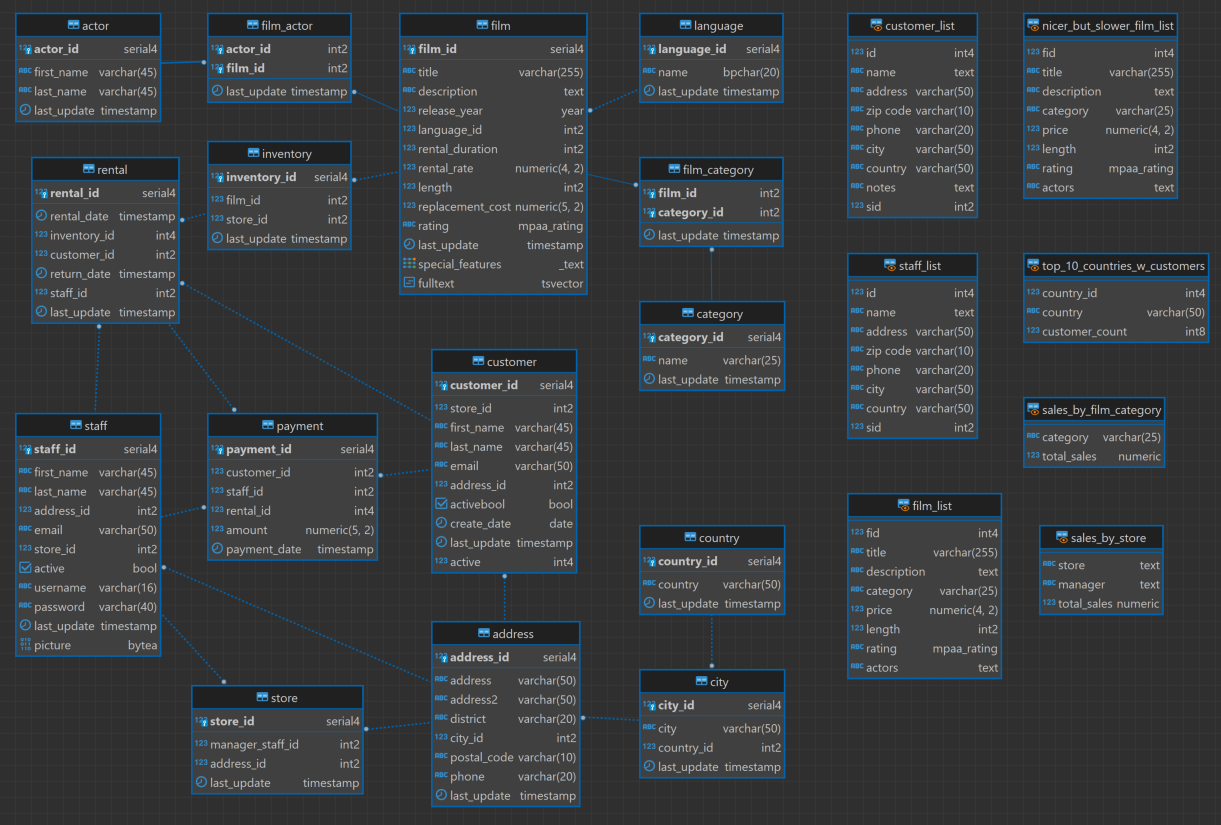 actor
actor_id serial4
first_name varchar(45)
last_name varchar(45)
last_update timestamp
film_actor
actor_id int2
film_id int2
last_update timestamp
film
film_id serial4
title varchar(255)
description text
release_year year
language_id int2
rental_duration int2
rental_rate numeric(4, 2)
length int2
replacement_cost numeric(5, 2)
rating mpaa_rating
last_update timestamp
special_features _text
fulltext tsvector
language
language_id serial4
name bpchar(20)
last_update timestamp
customer_list
id int4
name text
address varchar(50)
zip code varchar(10)
phone varchar(20)
city varchar(50)
country varchar(50)
notes text
sid int2
nicer_but_slower_film_list
fid int4
title varchar(255)
description text
category varchar(25)
price numeric(4, 2)
length int2
rating mpaa_rating
actors text
rental
rental_id serial4
rental_date timestamp
inventory_id int4
customer_id int2
return_date timestamp
staff_id int2
last_update timestamp
inventory
inventory_id serial4
film_id int2
store_id int2
last_update timestamp
film_category
film_id int2
category_id int2
last_update timestamp
category
category_id serial4
name varchar(25)
last_update timestamp
staff_list
id int4
name text
address varchar(50)
zip code varchar(10)
phone varchar(20)
city varchar(50)
country varchar(50)
sid int2
top_10_countries_w_customers
country_id int4
country varchar(50)
customer_count int8
customer
customer_id serial4
store_id int2
first_name varchar(45)
last_name varchar(45)
email varchar(50)
address_id int2
activebool bool
create_date date
last_update timestamp
active int4
sales_by_film_category
category varchar(25)
total_sales numeric
staff
staff_id serial4
first_name varchar(45)
last_name varchar(45)
address_id int2
email varchar(50)
store_id int2
active bool
username varchar(16)
password varchar(40)
last_update timestamp
picture bytea
payment
payment_id serial4
customer_id int2
staff_id int2
rental_id int4
amount numeric(5, 2)
payment_date timestamp
film_list
fid int4
title varchar(255)
description text
category varchar(25)
price numeric(4, 2)
length int2
rating mpaa_rating
actors text
country
country_id serial4
country varchar(50)
last_update timestamp
sales_by_store
store text
manager text
total_sales numeric
address
address_id serial4
address varchar(50)
address2 varchar(50)
district varchar(20)
city_id int2
postal_code varchar(10)
phone varchar(20)
last_update timestamp
city
city_id serial4
city varchar(50)
country_id int2
last_update timestamp
store
store_id serial4
manager_staff_id int2
address_id int2
last_update timestamp